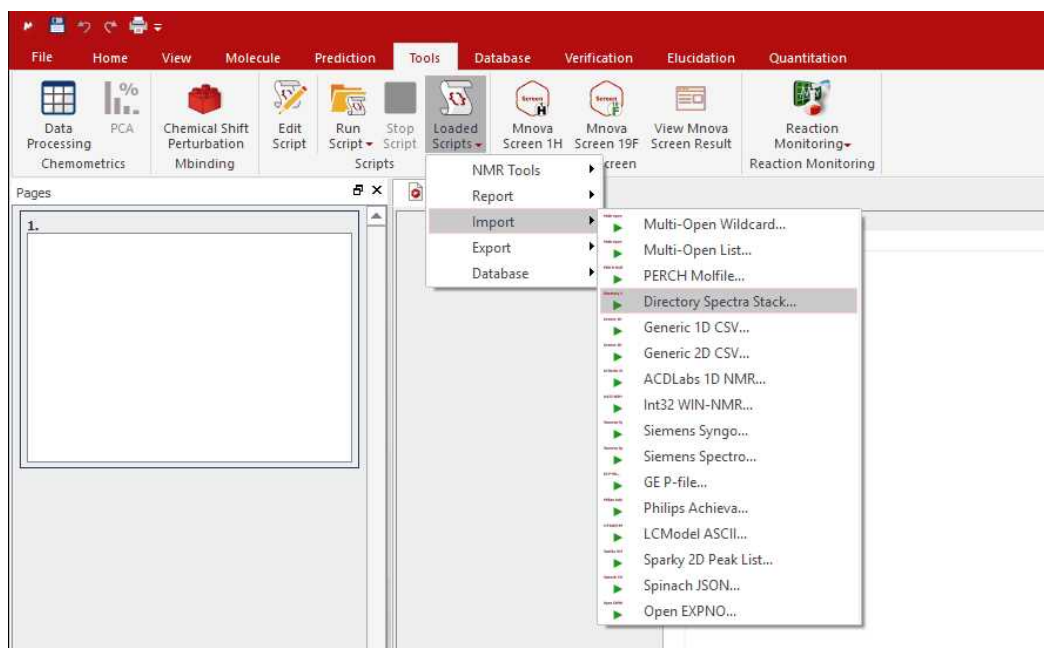 File Home View Molecule Prediction Tools Database Verification Elucidation Quantitation
Data Processing
PCA
Chemometrics
Chemical Shift Perturbation
Mbinding
Edit Script
Run Script
Stop Script
Loaded Scripts
Scripts
Mnova Screen 1H
Mnova Screen 19F
View Mnova Screen Result
creen
Reaction Monitoring
Reaction Monitoring
Pages
1.
NMR Tools
Report
Import
Export
Database
Multi-Open Wildcard...
Multi-Open List...
PERCH Molfile...
Directory Spectra Stack...
Generic 1D CSV...
Generic 2D CSV...
ACDLabs 1D NMR...
Int32 WIN-NMR...
Siemens Syngo...
Siemens Spectro...
GE P-file...
Philips Achieva...
LCModel ASCII...
Sparky 2D Peak List...
Spinach JSON...
Open EXPNO...